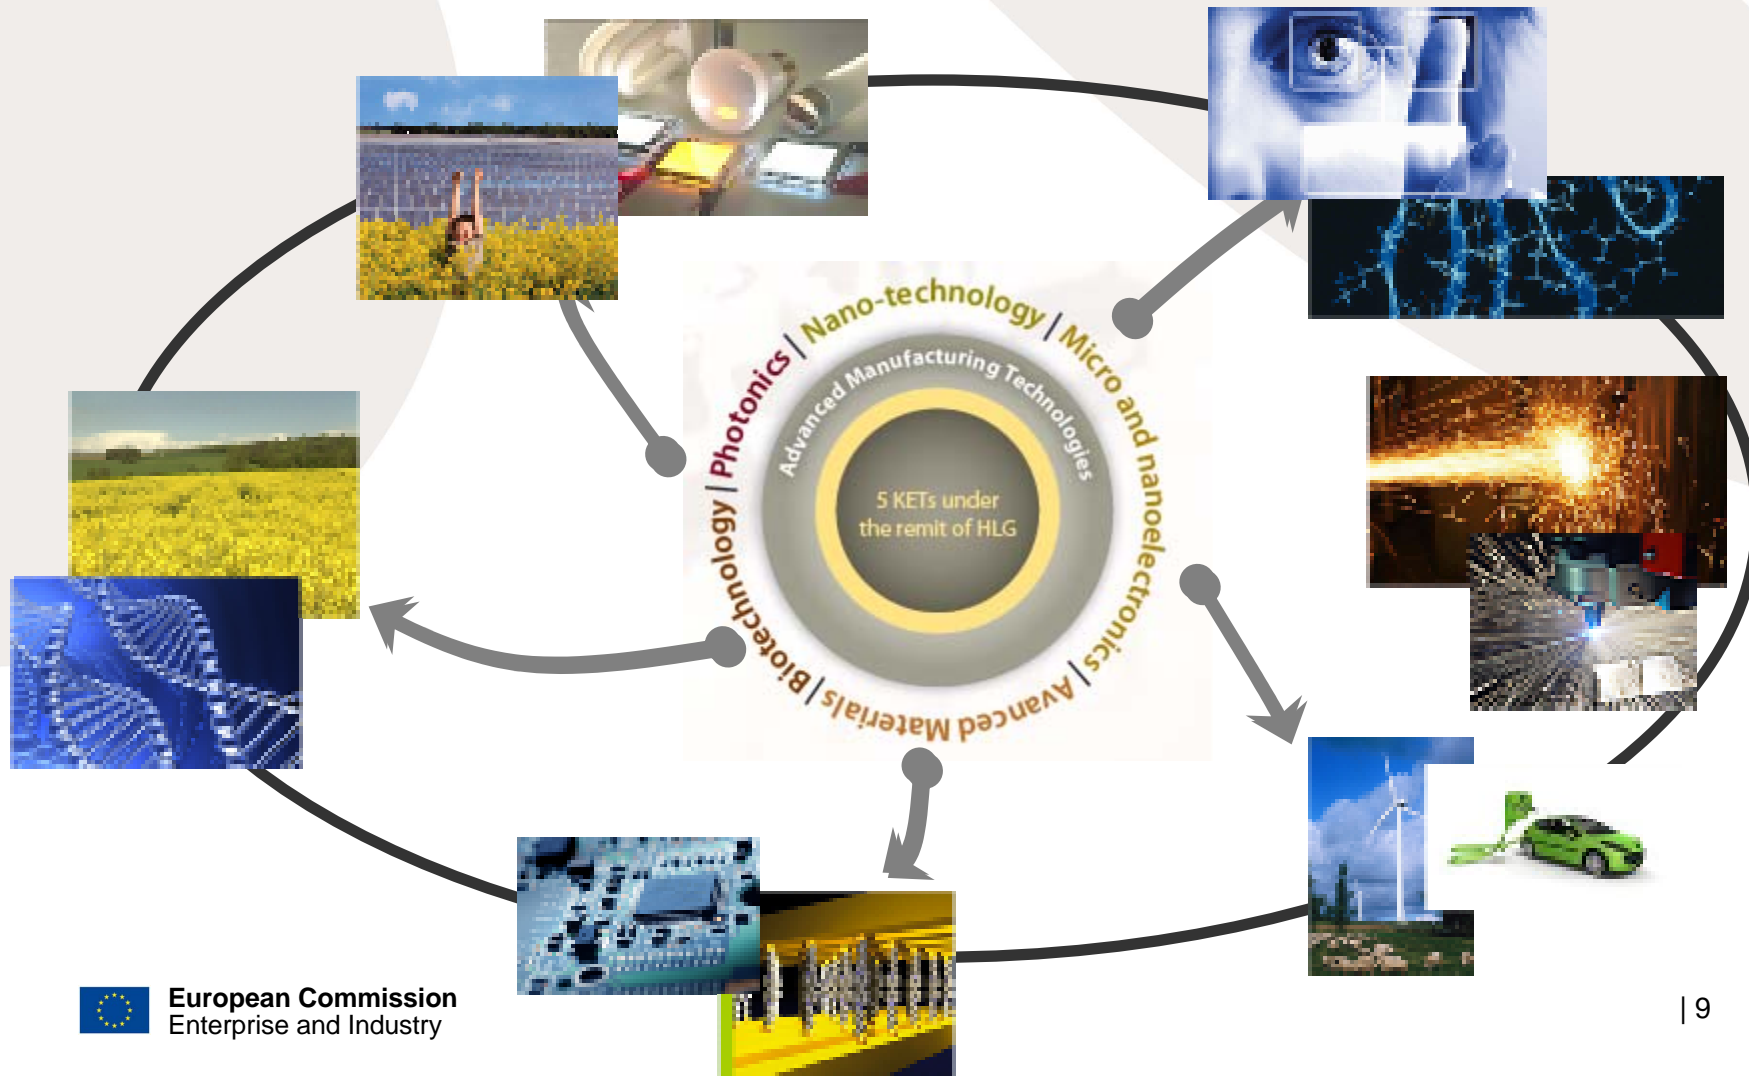 Photonics | Nano-technology | Micro and nanoelectronics | Avanced Materials | Biotechnology |
Advanced Manufacturing Technologies
5 KETs under
the remit of HLG
European Commission
Enterprise and Industry
| 9